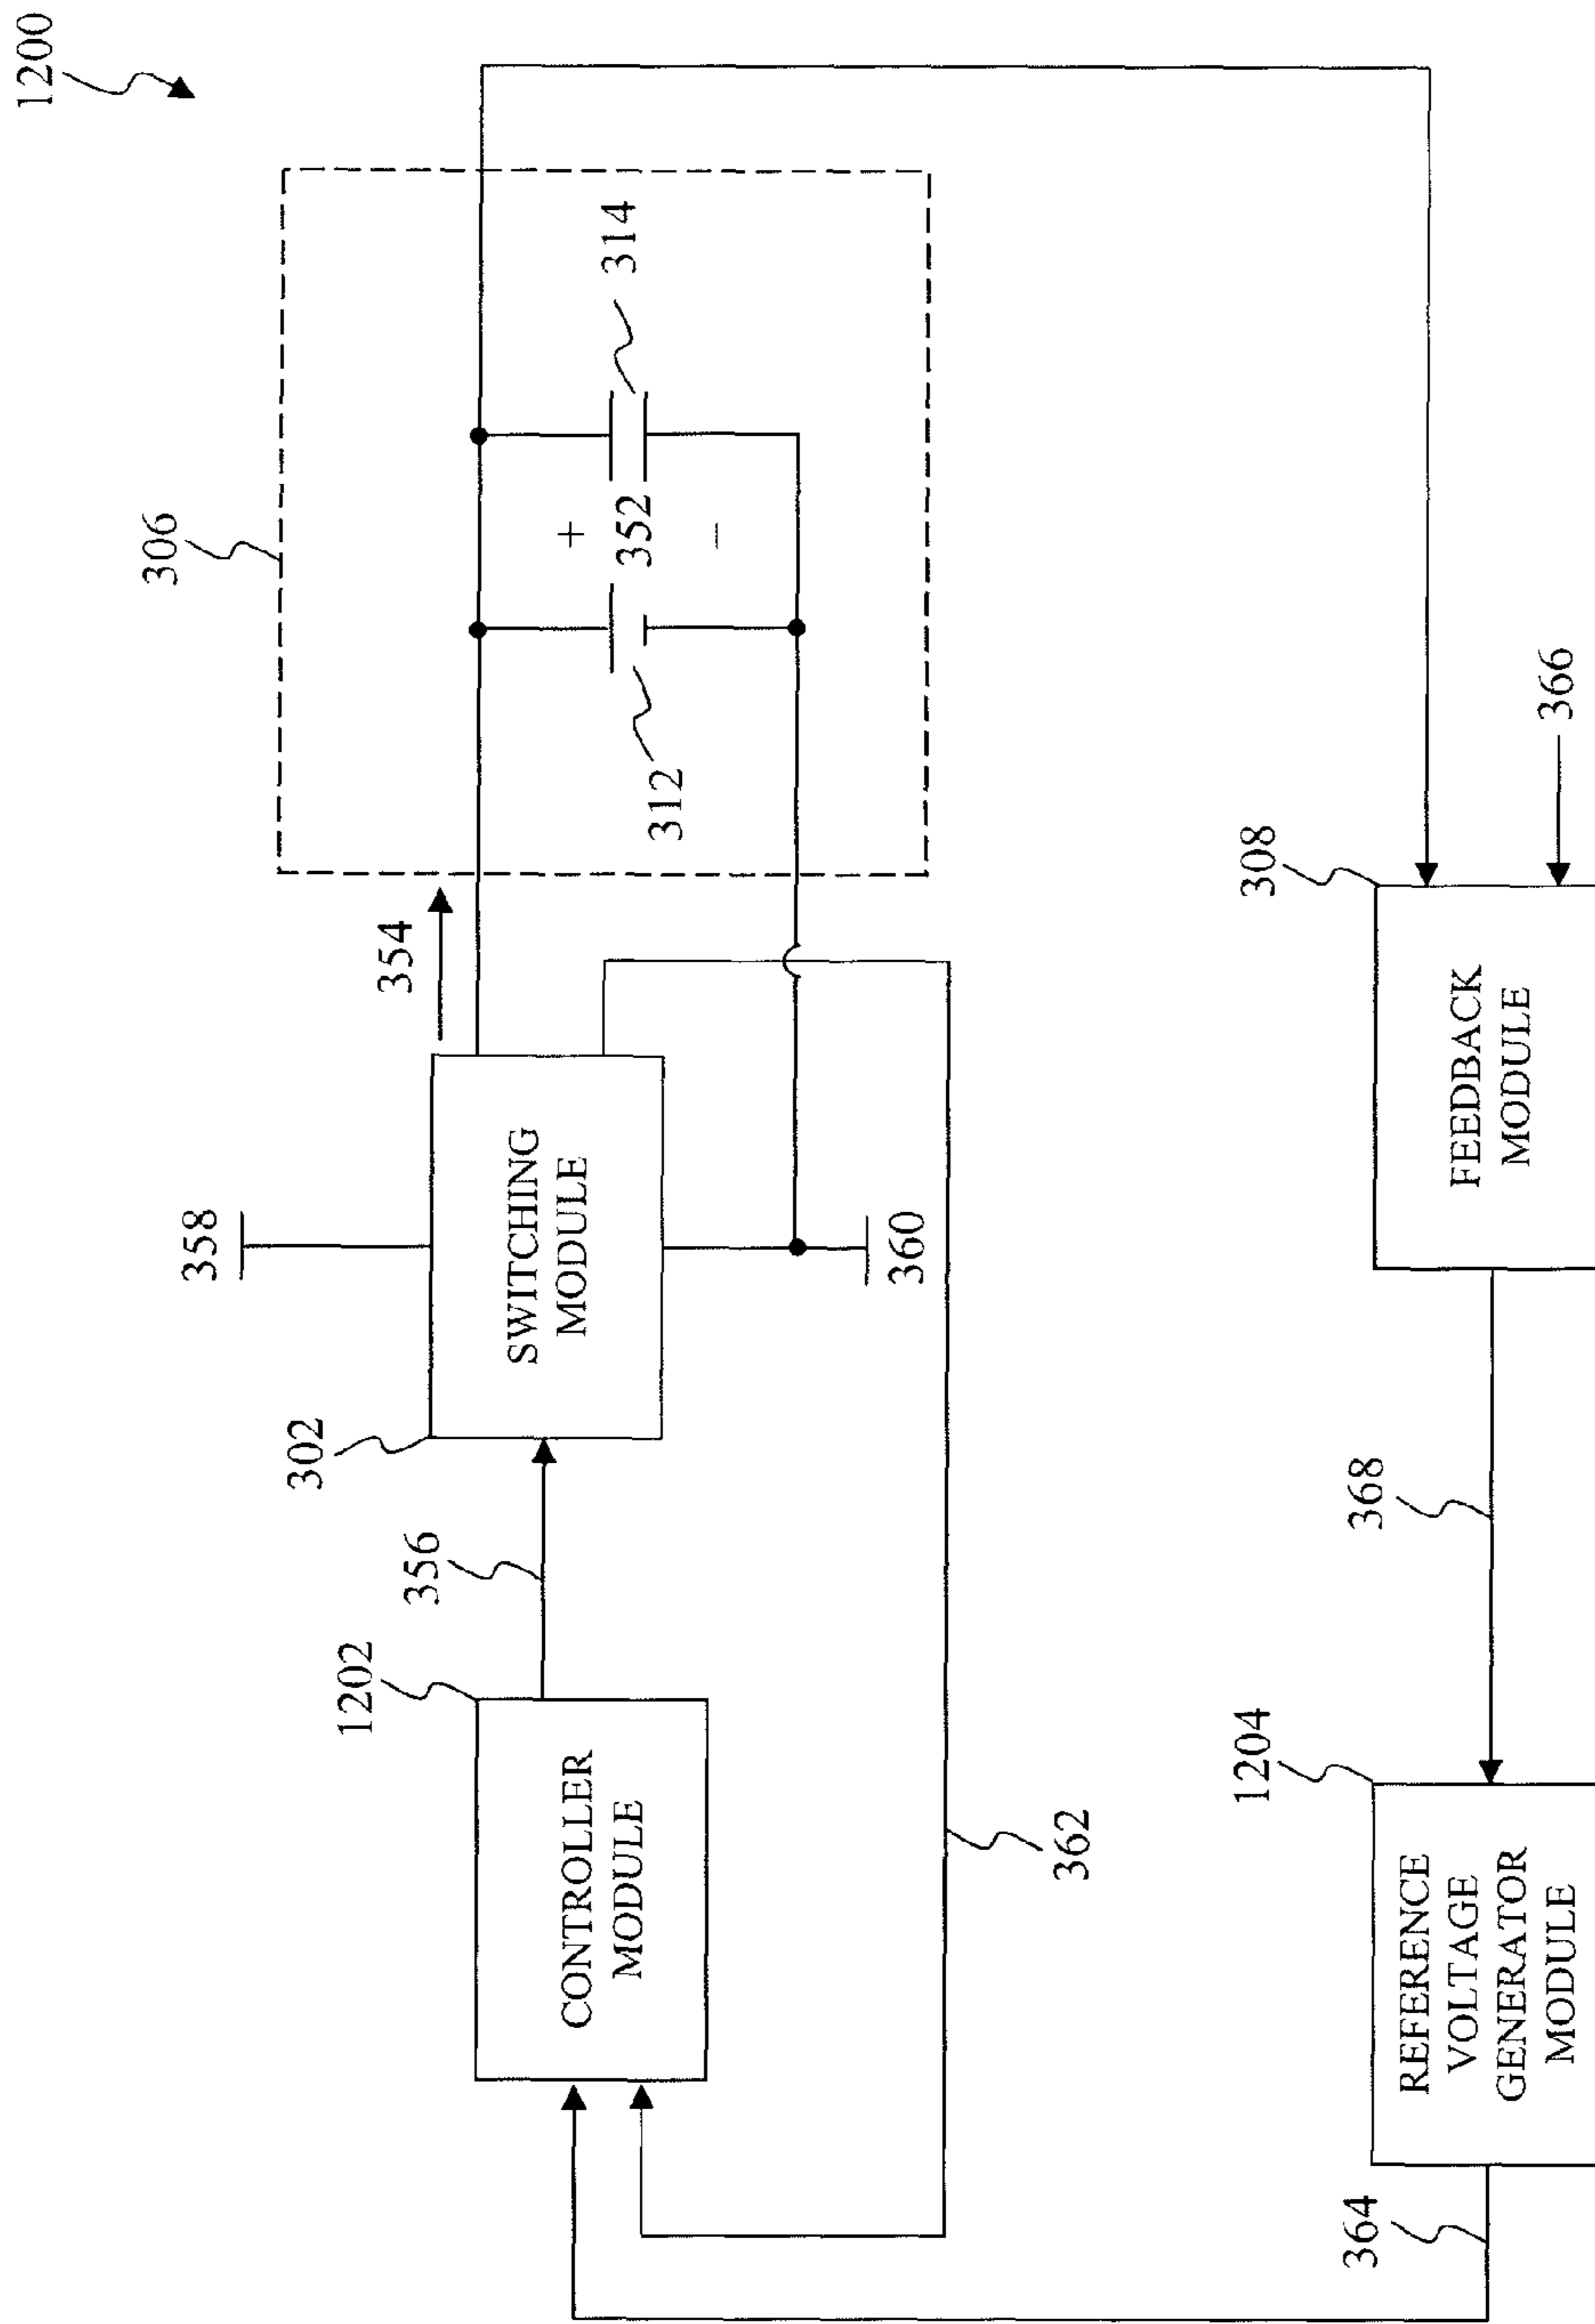 1200
306
354
358
302
356
1202
SWITCHING
MODULE
CONTROLLER
MODULE
312
+
352
−
314
360
362
308
366
FEEDBACK
MODULE
368
1204
REFERENCE
VOLTAGE
GENERATOR
MODULE
364